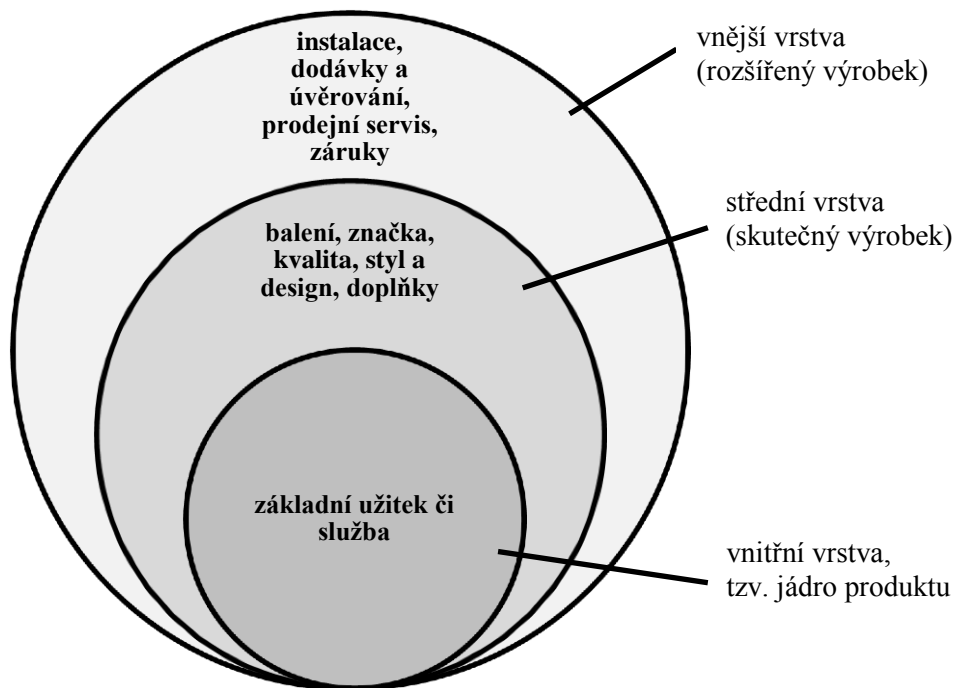 instalace,
dodávky a
úvěrování,
prodejní servis,
záruky
vnější vrstva
(rozšířený výrobek)
balení, značka,
kvalita, styl a
design, doplňky
střední vrstva
(skutečný výrobek)
základní užitek či
služba
vnitřní vrstva,
tzv. jádro produktu